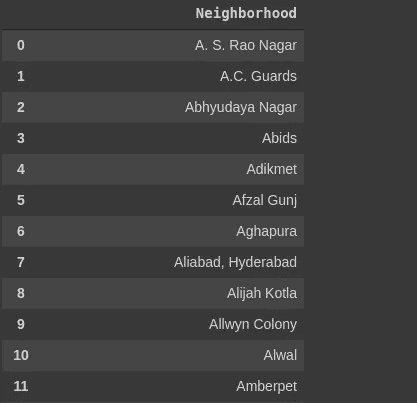 Neighborhood
0 A. S. Rao Nagar
1 A.C. Guards
2 Abhyudaya Nagar
3 Abids
4 Adikmet
5 Afzal Gunj
6 Aghapura
7 Aliabad, Hyderabad
8 Alijah Kotla
9 Allwyn Colony
10 Alwal
11 Amberpet